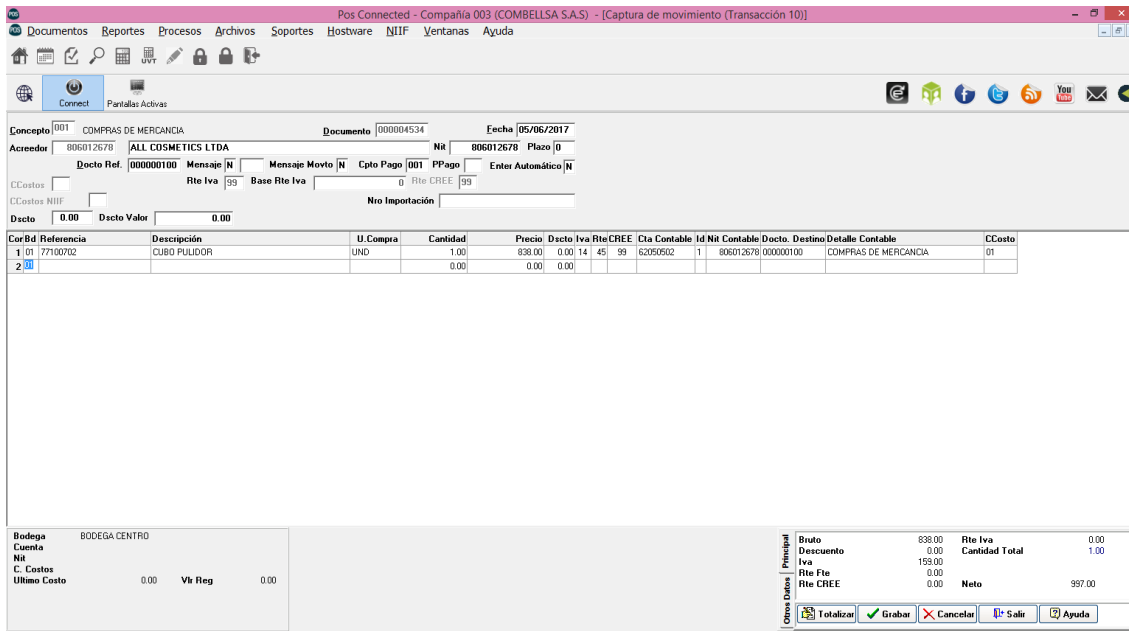 Pos Connected - Compañía 003 (COMBELLSA S.A.S) - [Captura de movimiento (Transacción 10)]
Documentos Reportes Procesos Archivos Soportes Hostware NIIF Ventanas Ayuda
UVT
Connect Pantallas Activas
You Tube
Concepto 001 COMPRAS DE MERCANCIA Documento 000004534 Fecha 05/06/2017
Acreedor 806012678 ALL COSMETICS LTDA Nit 806012678 Plazo 0
Docto Ref. 000000100 Mensaje N Mensaje Movto N Cpto Pago 001 PPago Enter Automático N
CCostos Rte Iva 99 Base Rte Iva 0 Rte CREE 99
CCostos NIIF Nro Importación
Dscto 0.00 Dscto Valor 0.00
Cor Bd Referencia Descripción U.Compra Cantidad Precio Dscto Iva Rte CREE Cta Contable Id Nit Contable Docto. Destino Detalle Contable CCosto
1 01 77100702 CUBO PULIDOR UND 1.00 838.00 0.00 14 45 99 62050502 1 806012678 000000100 COMPRAS DE MERCANCIA 01
2 01 0.00 0.00 0.00
Bodega BODEGA CENTRO
Cuenta
Nit
C. Costos
Ultimo Costo 0.00 Vlr Reg 0.00
Principal
Otros Datos
Bruto 838.00 Rte Iva 0.00
Descuento 0.00 Cantidad Total 1.00
Iva 159.00
Rte Fte 0.00
Rte CREE 0.00 Neto 997.00
Totalizar Grabar Cancelar Salir Ayuda